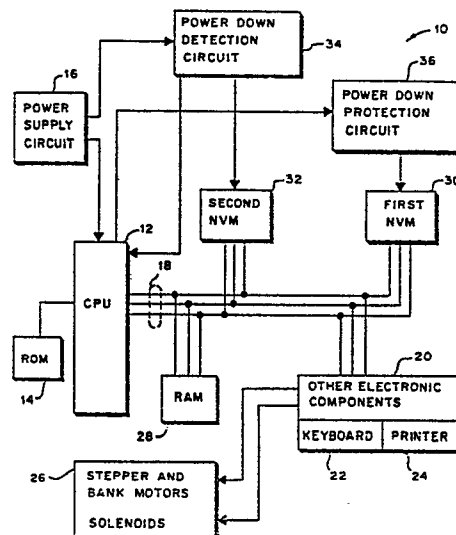 POWER DOWN
DETECTION
CIRCUIT
34
10
16
POWER
SUPPLY
CIRCUIT
36
POWER DOWN
PROTECTION
CIRCUIT
32
SECOND
NVM
30
FIRST
NVM
12
CPU
18
ROM
14
RAM
28
20
OTHER ELECTRONIC
COMPONENTS
KEYBOARD
PRINTER
22
24
26
STEPPER AND
BANK MOTORS
SOLENOIDS